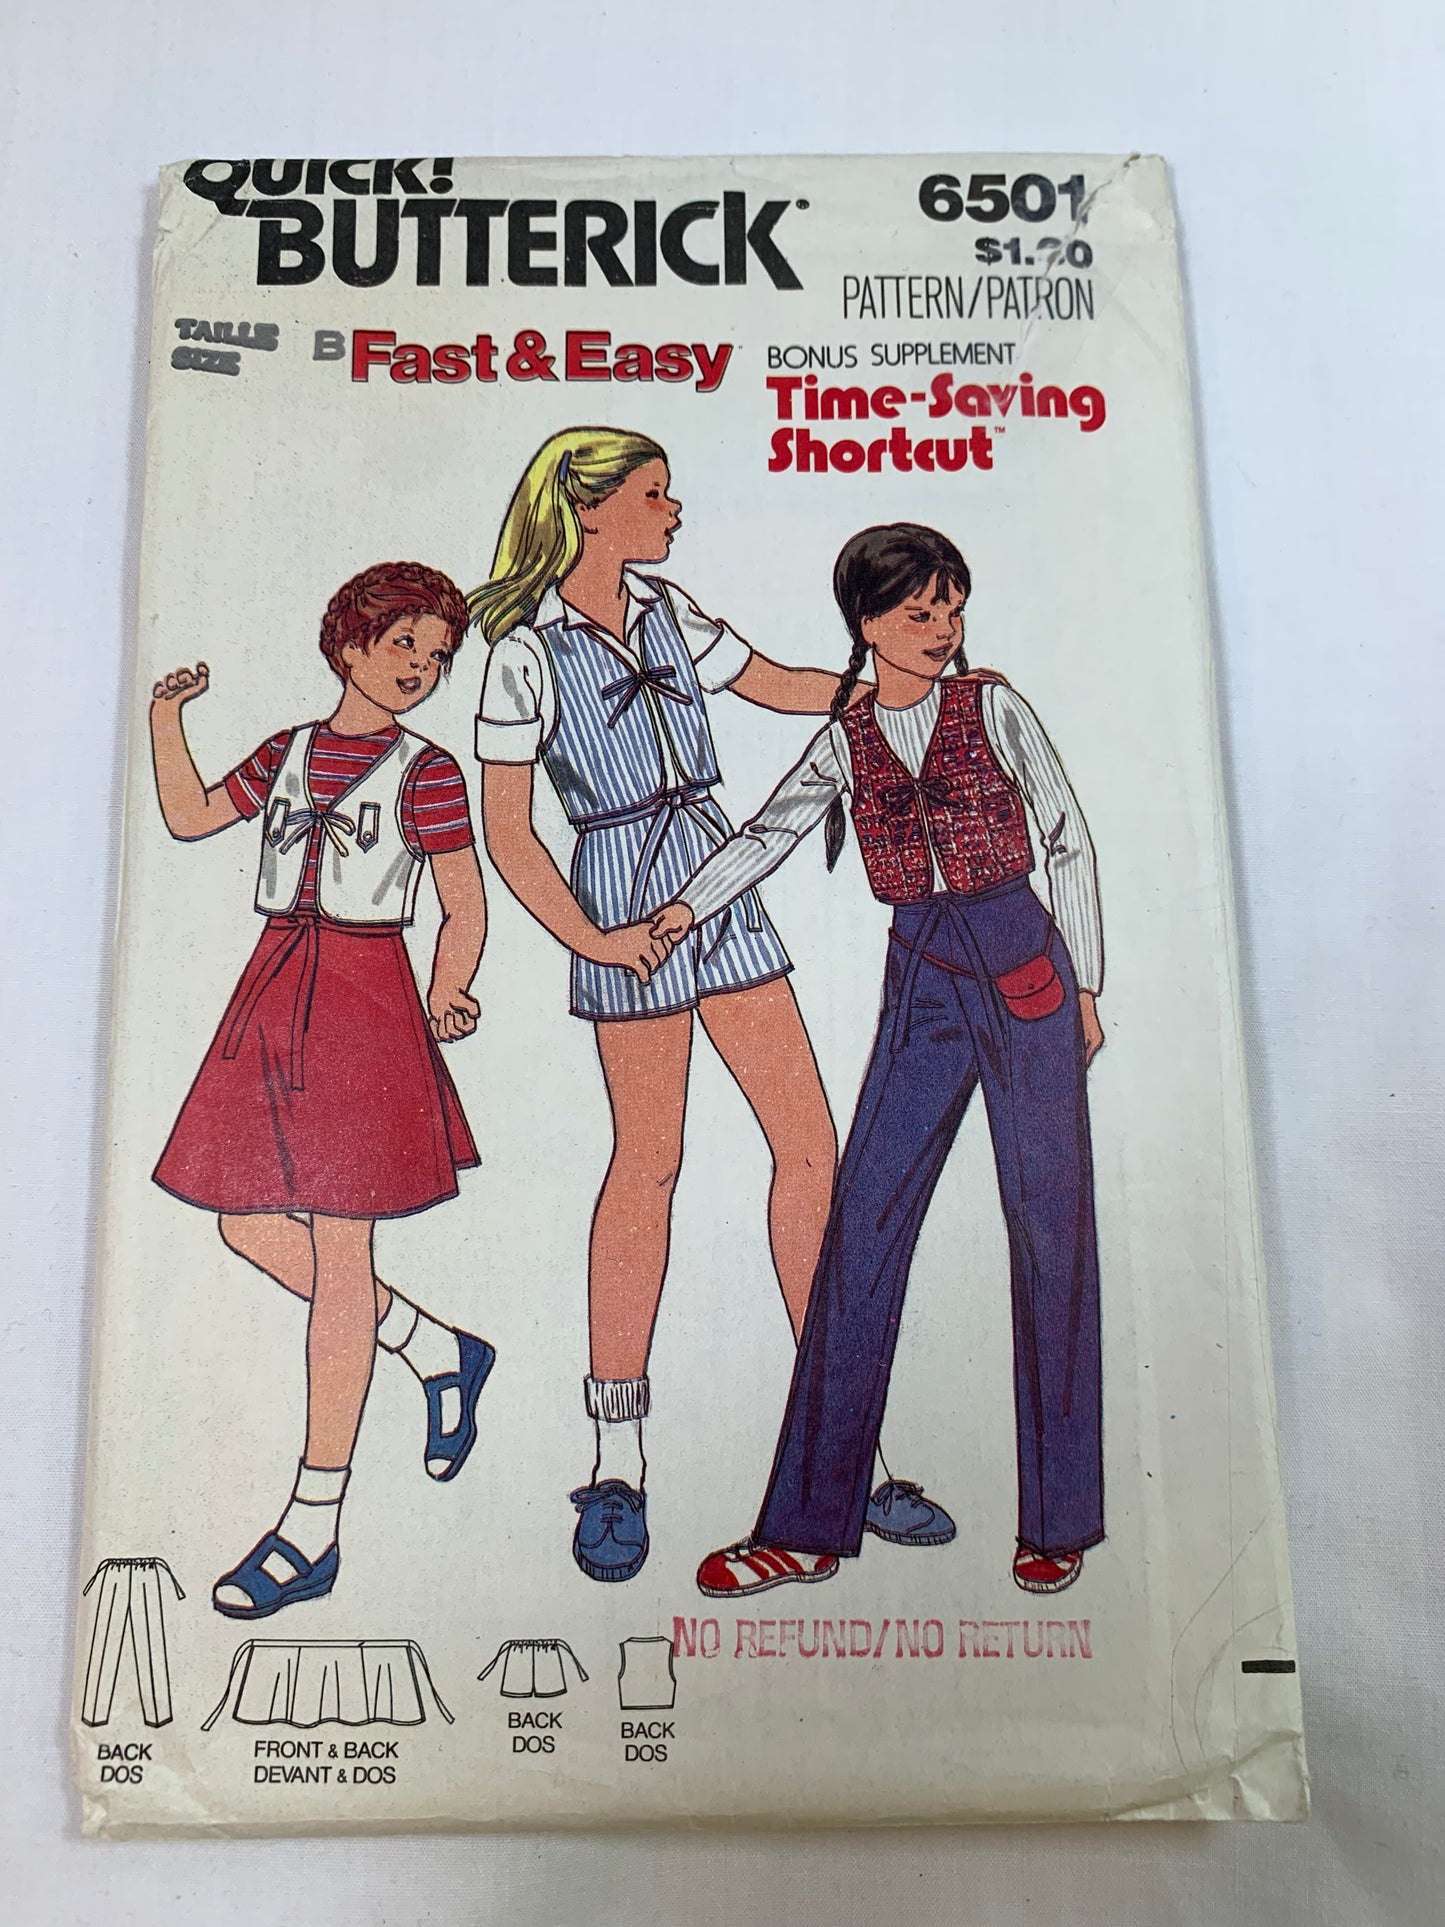 QUICK!
BUTTERICK®
6501
PATTERN/PATRON
TAILLE
SIZE
B
Fast & Easy
BONUS SUPPLEMENT
Time-Saving
Shortcut™
NO REFUND/NO RETURN
BACK
DOS
FRONT & BACK
DEVANT & DOS
BACK
DOS
BACK
DOS